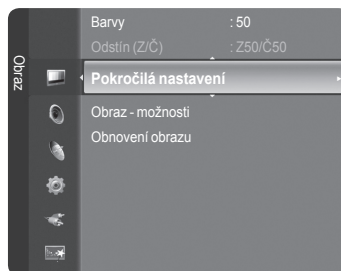 Obraz
Barvy : 50
Odstín (Z/Č) : Z50/Č50
Pokročilá nastavení
Obraz - možnosti
Obnovení obrazu